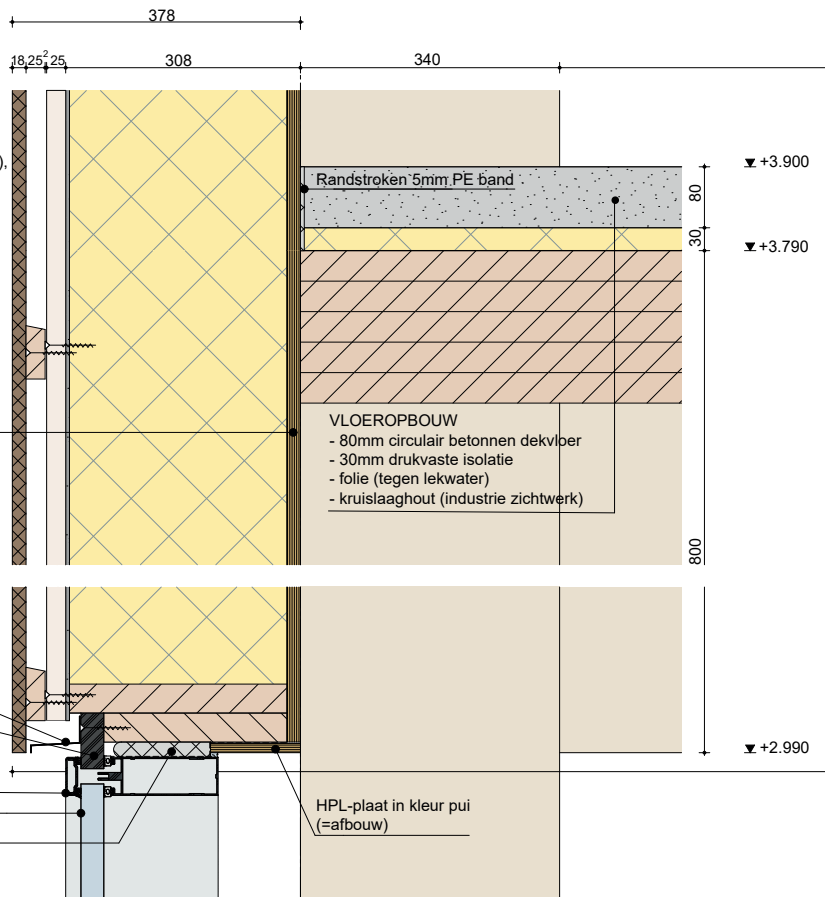 378
18 25 2 25 308 340
),
Randstroken 5mm PE band
80
+3.900
30
+3.790
VLOEROPBOUW
- 80mm circulair betonnen dekvloer
- 30mm drukvaste isolatie
- folie (tegen lekwater)
- kruislaaghout (industrie zichtwerk)
800
+2.990
HPL-plaat in kleur pui
(=afbouw)